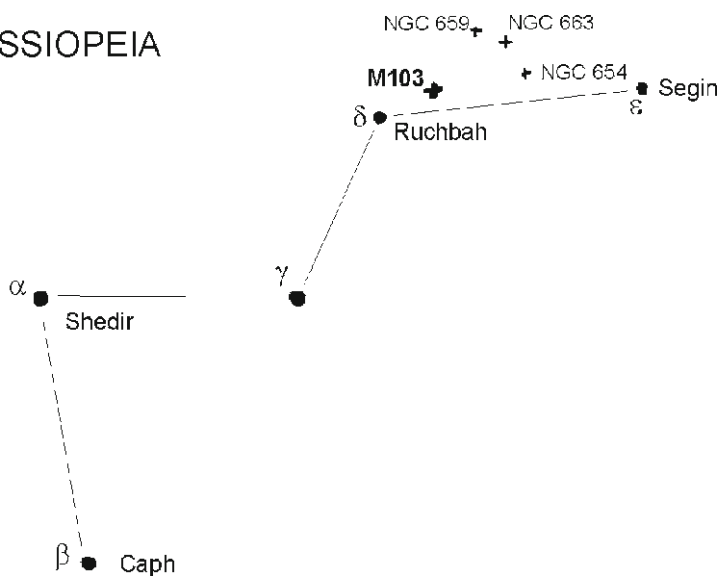 SSIOPEIA
NGC 659 NGC 663
M103 NGC 654
Segin
ε
δ
Ruchbah
γ
α
Shedir
β Caph